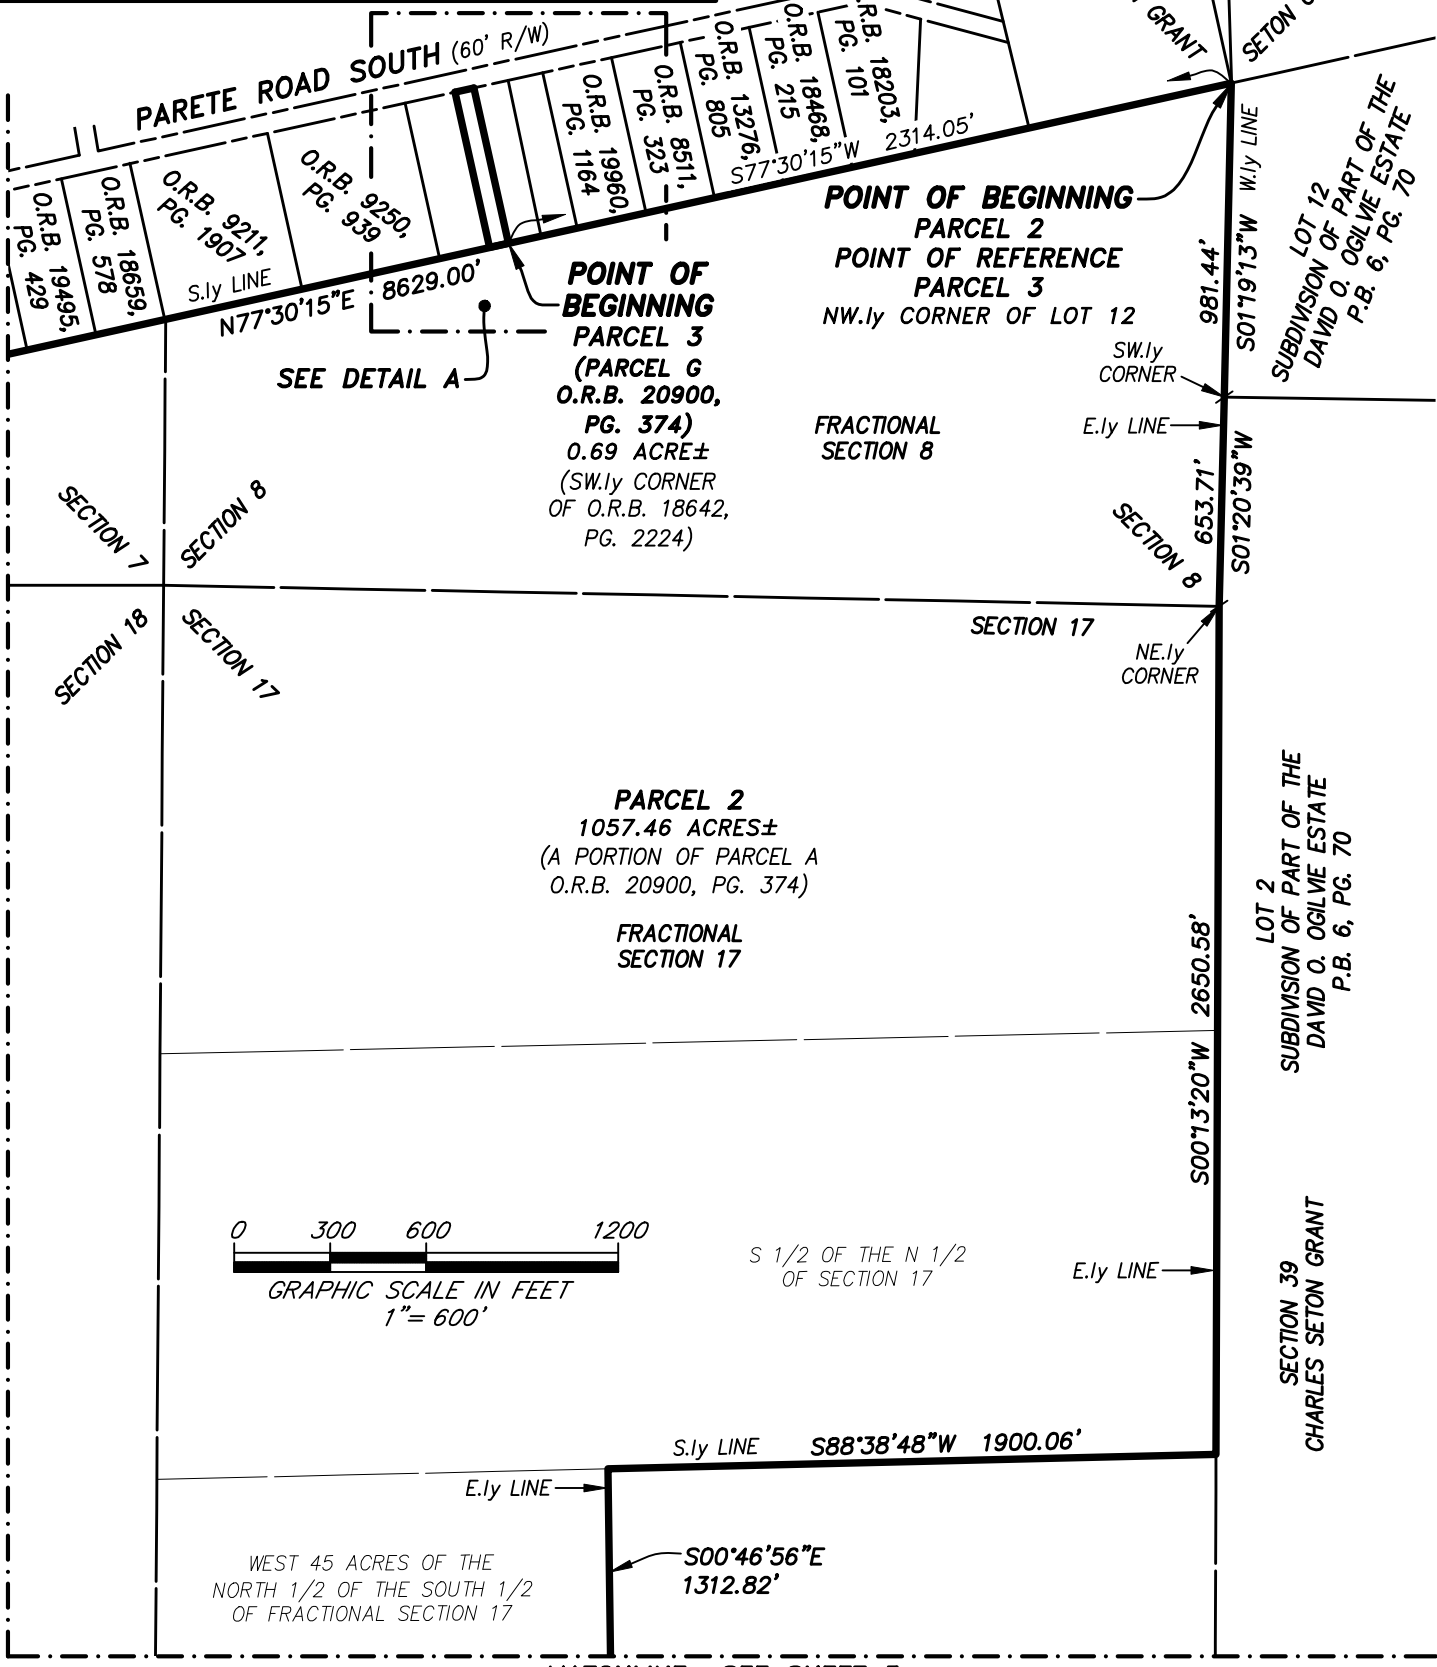 PARETE ROAD SOUTH (60' R/W)
GRANT
SETON
O.R.B. 19495,
PG. 429
O.R.B. 18659,
PG. 578
O.R.B. 9211,
PG. 1907
O.R.B. 9250,
PG. 939
O.R.B. 19960,
PG. 1164
O.R.B. 8511,
PG. 323
O.R.B. 13276,
PG. 805
O.R.B. 18468,
PG. 215
R.B. 18203,
PG. 101
S77°30'15"W 2314.05'
S.ly LINE
N77°30'15"E 8629.00'
SEE DETAIL A
POINT OF
BEGINNING
PARCEL 3
(PARCEL G
O.R.B. 20900,
PG. 374)
0.69 ACRE±
(SW.ly CORNER
OF O.R.B. 18642,
PG. 2224)
POINT OF BEGINNING
PARCEL 2
POINT OF REFERENCE
PARCEL 3
NW.ly CORNER OF LOT 12
W.ly LINE
981.44'
S01°19'13"W
LOT 12
SUBDIVISION OF PART OF THE
DAVID O. OGILVIE ESTATE
P.B. 6, PG. 70
SW.ly
CORNER
E.ly LINE
FRACTIONAL
SECTION 8
653.71'
S01°20'39"W
SECTION 7
SECTION 8
SECTION 8
SECTION 18
SECTION 17
SECTION 17
NE.ly
CORNER
PARCEL 2
1057.46 ACRES±
(A PORTION OF PARCEL A
O.R.B. 20900, PG. 374)
FRACTIONAL
SECTION 17
S00°13'20"W 2650.58'
LOT 2
SUBDIVISION OF PART OF THE
DAVID O. OGILVIE ESTATE
P.B. 6, PG. 70
0 300 600 1200
GRAPHIC SCALE IN FEET
1"= 600'
S 1/2 OF THE N 1/2
OF SECTION 17
E.ly LINE
SECTION 39
CHARLES SETON GRANT
S.ly LINE S88°38'48"W 1900.06'
E.ly LINE
WEST 45 ACRES OF THE
NORTH 1/2 OF THE SOUTH 1/2
OF FRACTIONAL SECTION 17
S00°46'56"E
1312.82'